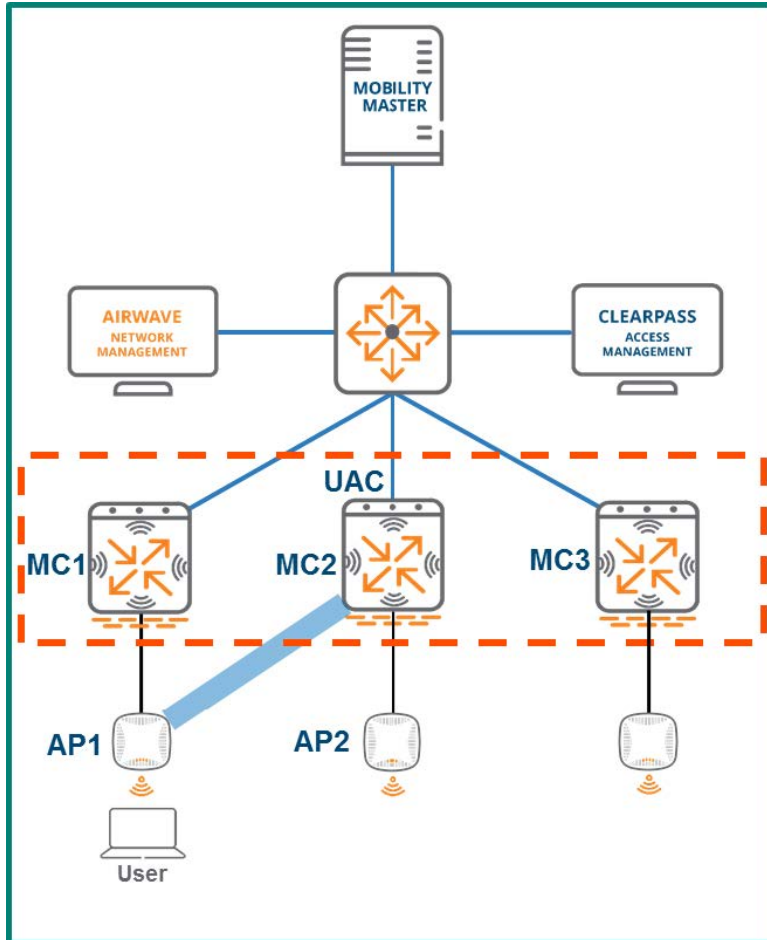 MOBILITY
MASTER
AIRWAVE
NETWORK
MANAGEMENT
CLEARPASS
ACCESS
MANAGEMENT
UAC
MC1
MC2
MC3
AP1
AP2
User